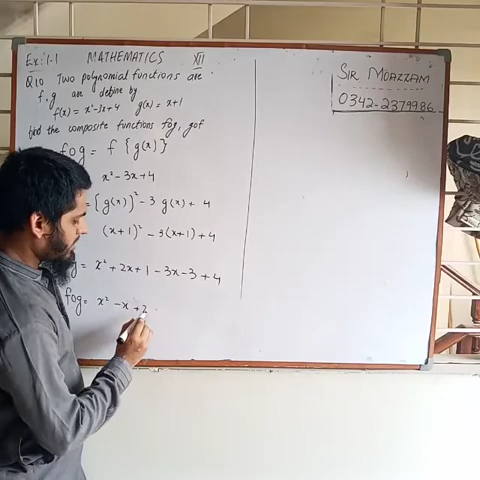 Ex: 1.1 MATHEMATICS XII
Q10 Two polynomial functions are
f.g are define by
f(x) = x²-3x+4 g(x) = x+1
find the composite functions fog, gof
fog = f {g(x)}
x² - 3x + 4
= [g(x)]² - 3 g(x) + 4
(x+1)² - 3(x+1) + 4
= x² + 2x + 1 - 3x - 3 + 4
fog = x² - x + 2
SIR MOAZZAM
0342-2379986